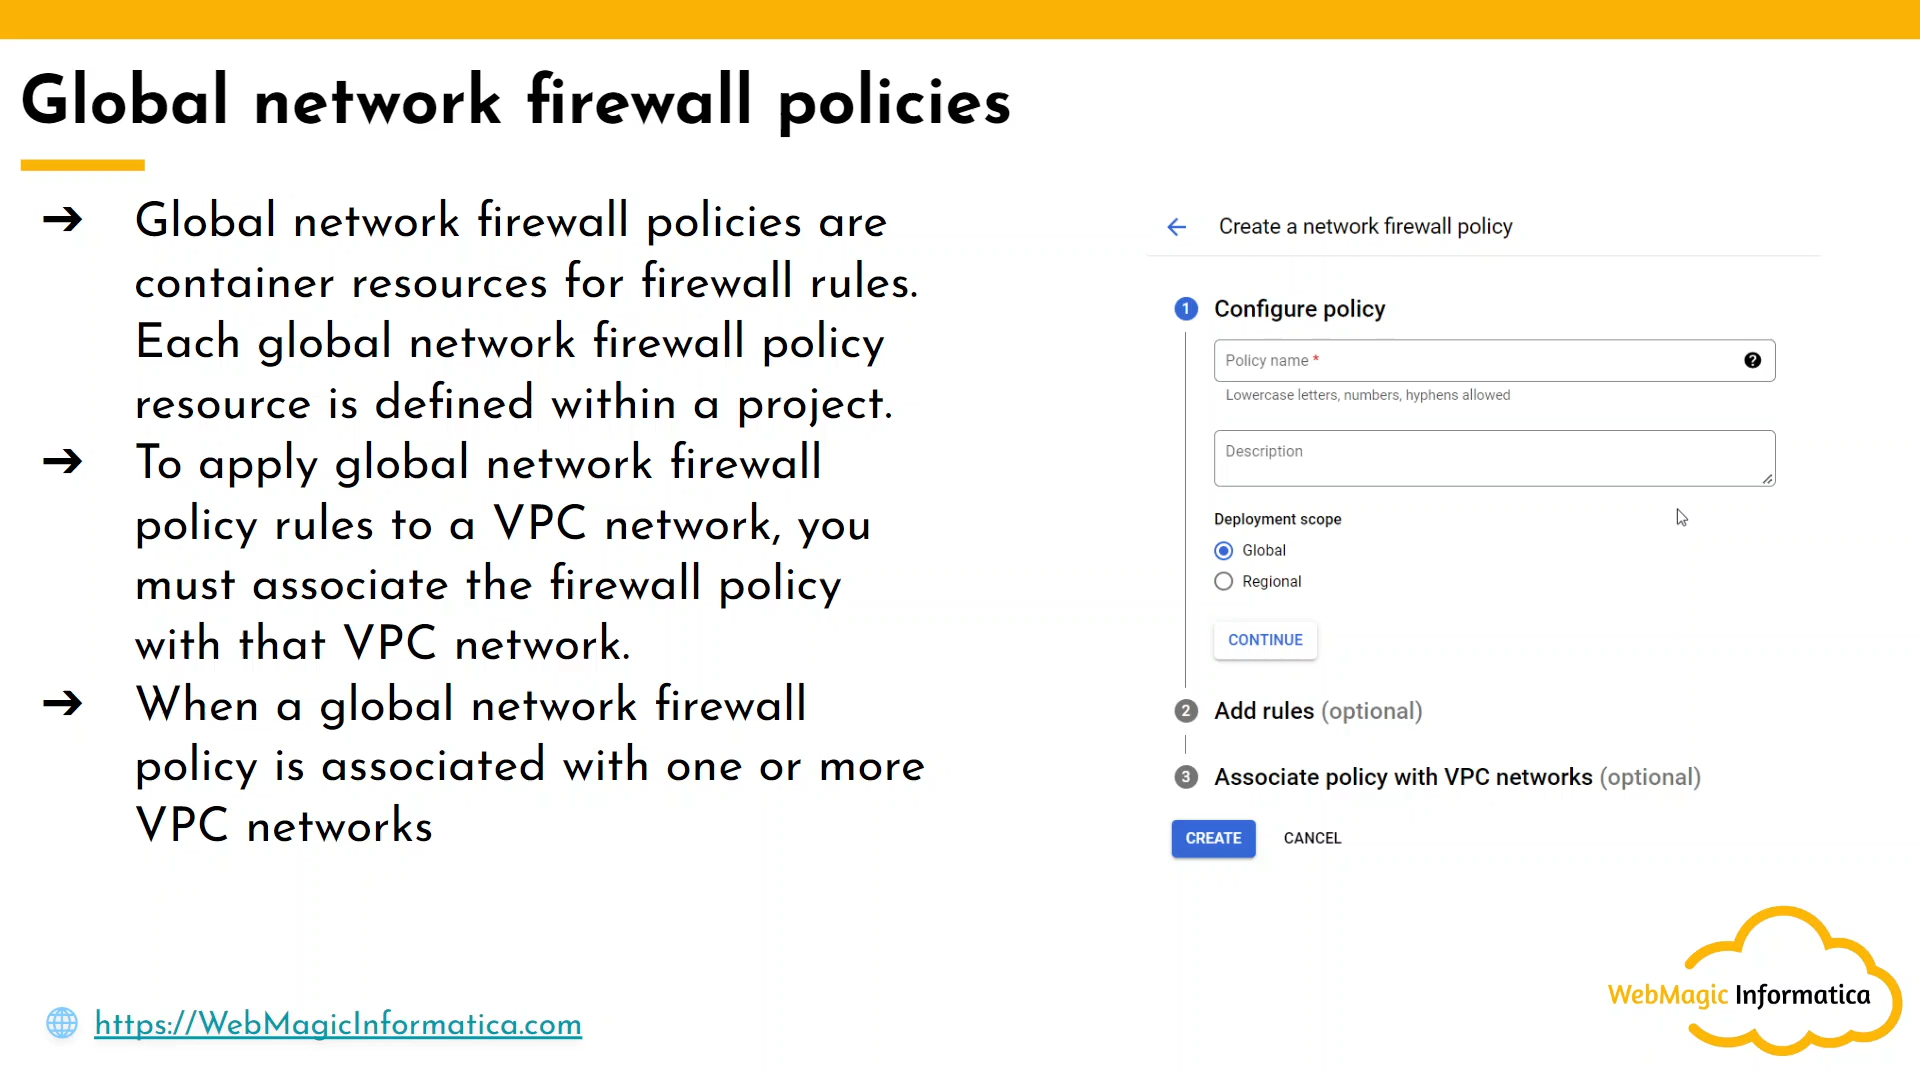 Global network firewall policies
➔ Global network firewall policies are
container resources for firewall rules.
Each global network firewall policy
resource is defined within a project.
➔ To apply global network firewall
policy rules to a VPC network, you
must associate the firewall policy
with that VPC network.
➔ When a global network firewall
policy is associated with one or more
VPC networks
https://WebMagicInformatica.com
Create a network firewall policy
1 Configure policy
Policy name *
?
Lowercase letters, numbers, hyphens allowed
Description
Deployment scope
Global
Regional
CONTINUE
2 Add rules (optional)
3 Associate policy with VPC networks (optional)
CREATE CANCEL
WebMagic Informatica